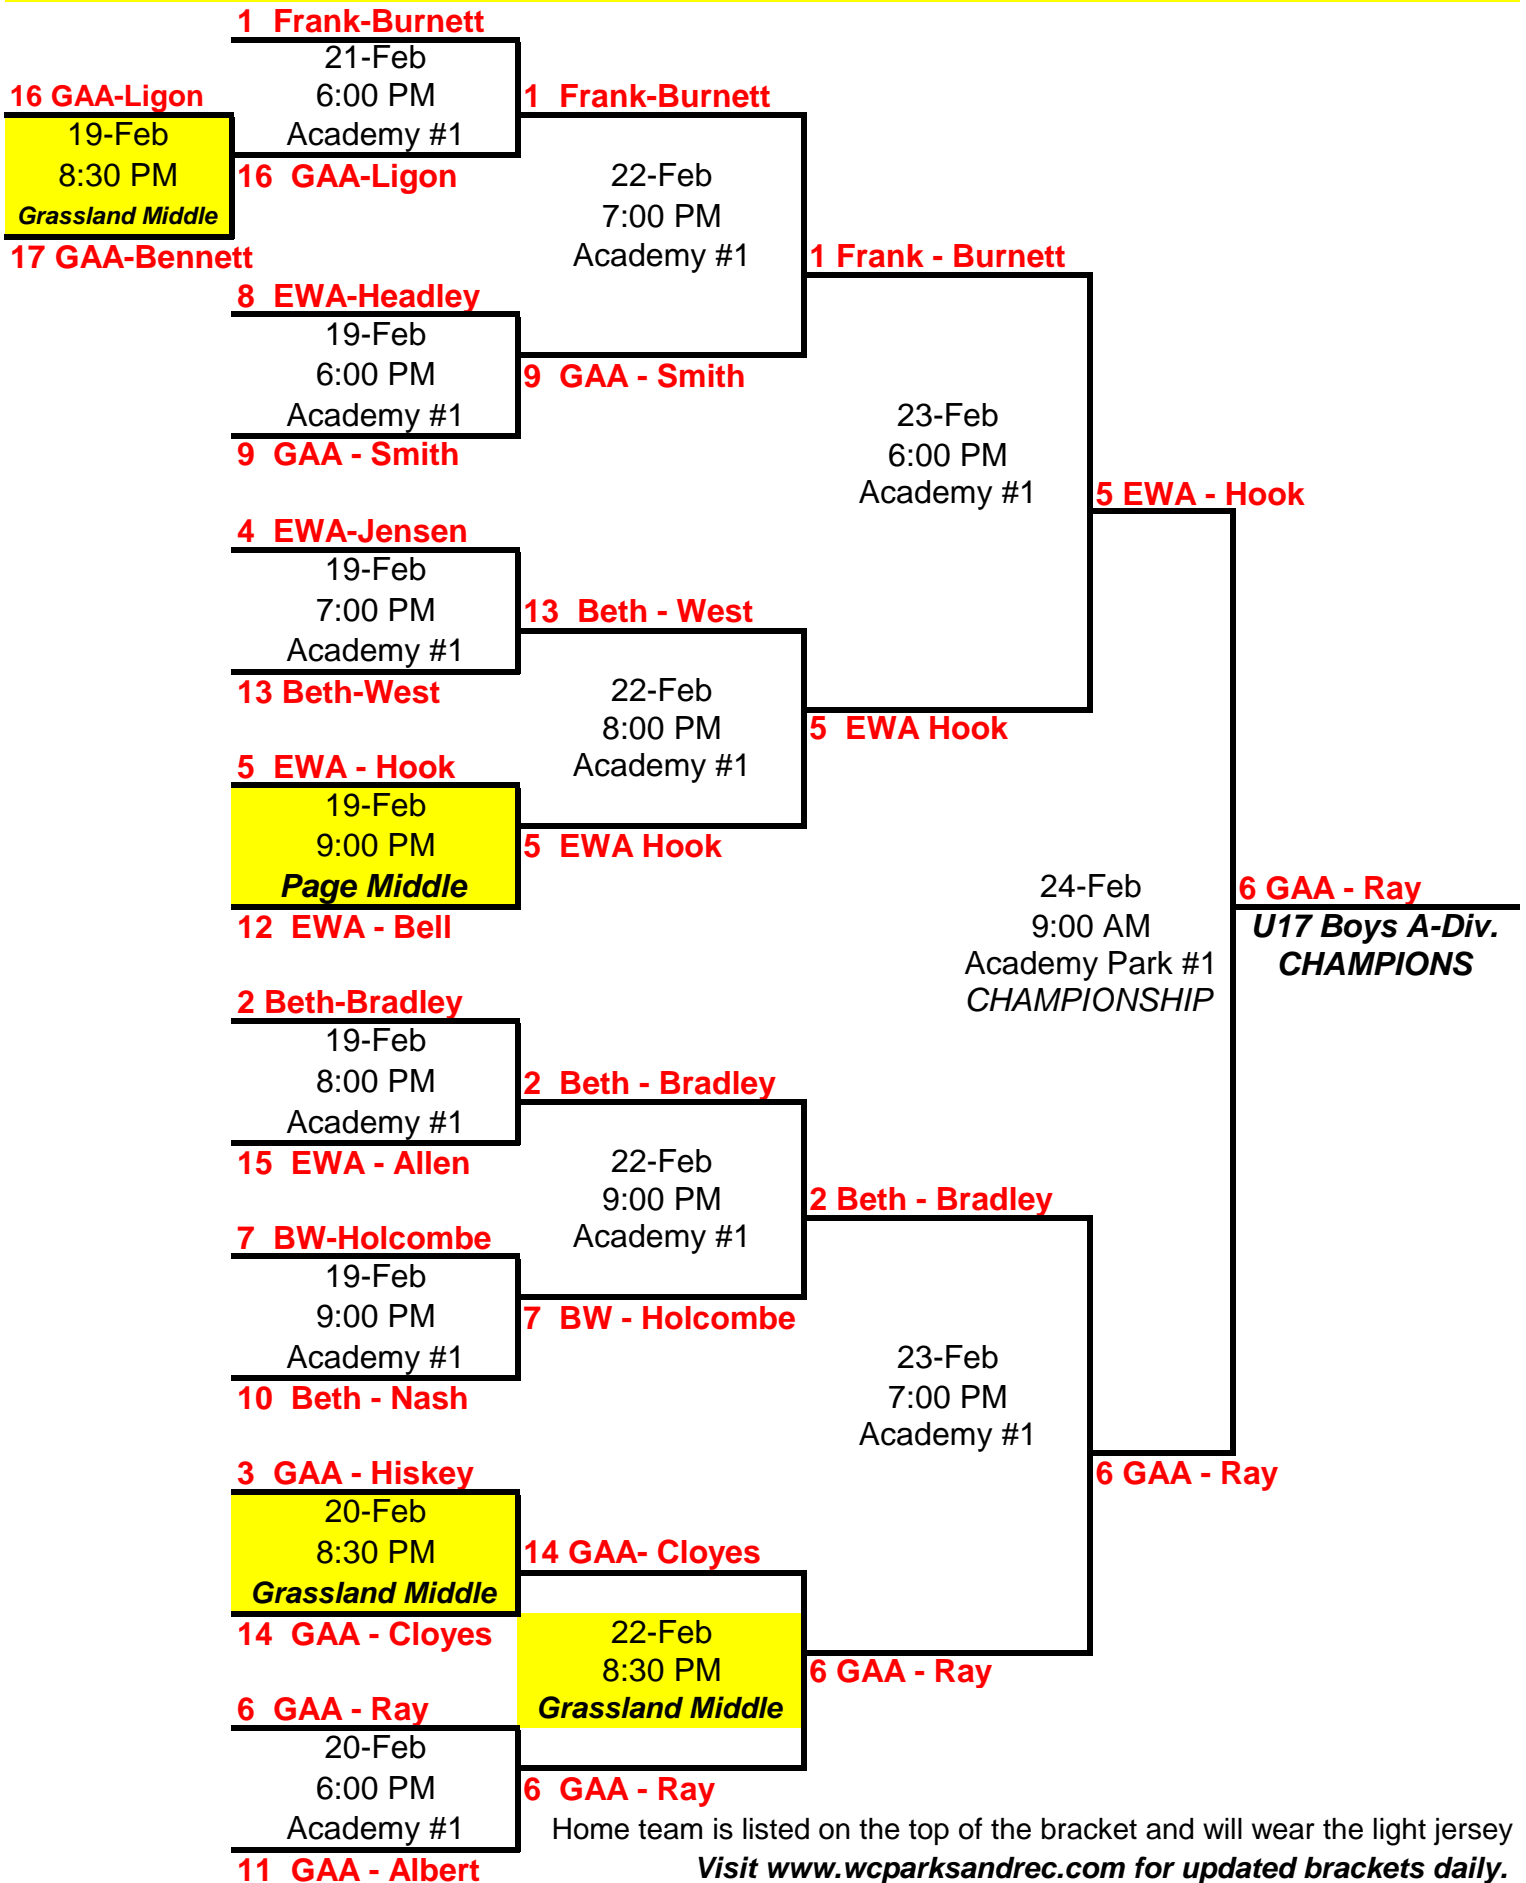 1 Frank-Burnett
21-Feb
6:00 PM
Academy #1
16 GAA-Ligon
19-Feb
8:30 PM
Grassland Middle
17 GAA-Bennett
16 GAA-Ligon
1 Frank-Burnett
22-Feb
7:00 PM
Academy #1
8 EWA-Headley
19-Feb
6:00 PM
Academy #1
9 GAA - Smith
9 GAA - Smith
1 Frank - Burnett
23-Feb
6:00 PM
Academy #1
4 EWA-Jensen
19-Feb
7:00 PM
Academy #1
13 Beth-West
13 Beth - West
22-Feb
8:00 PM
Academy #1
5 EWA - Hook
19-Feb
9:00 PM
Page Middle
12 EWA - Bell
5 EWA Hook
5 EWA Hook
5 EWA - Hook
24-Feb
9:00 AM
Academy Park #1
CHAMPIONSHIP
6 GAA - Ray
U17 Boys A-Div.
CHAMPIONS
2 Beth-Bradley
19-Feb
8:00 PM
Academy #1
15 EWA - Allen
2 Beth - Bradley
22-Feb
9:00 PM
Academy #1
7 BW-Holcombe
19-Feb
9:00 PM
Academy #1
10 Beth - Nash
7 BW - Holcombe
2 Beth - Bradley
23-Feb
7:00 PM
Academy #1
3 GAA - Hiskey
20-Feb
8:30 PM
Grassland Middle
14 GAA - Cloyes
14 GAA- Cloyes
22-Feb
8:30 PM
Grassland Middle
6 GAA - Ray
20-Feb
6:00 PM
Academy #1
11 GAA - Albert
6 GAA - Ray
6 GAA - Ray
6 GAA - Ray
Home team is listed on the top of the bracket and will wear the light jersey
Visit www.wcparksandrec.com for updated brackets daily.